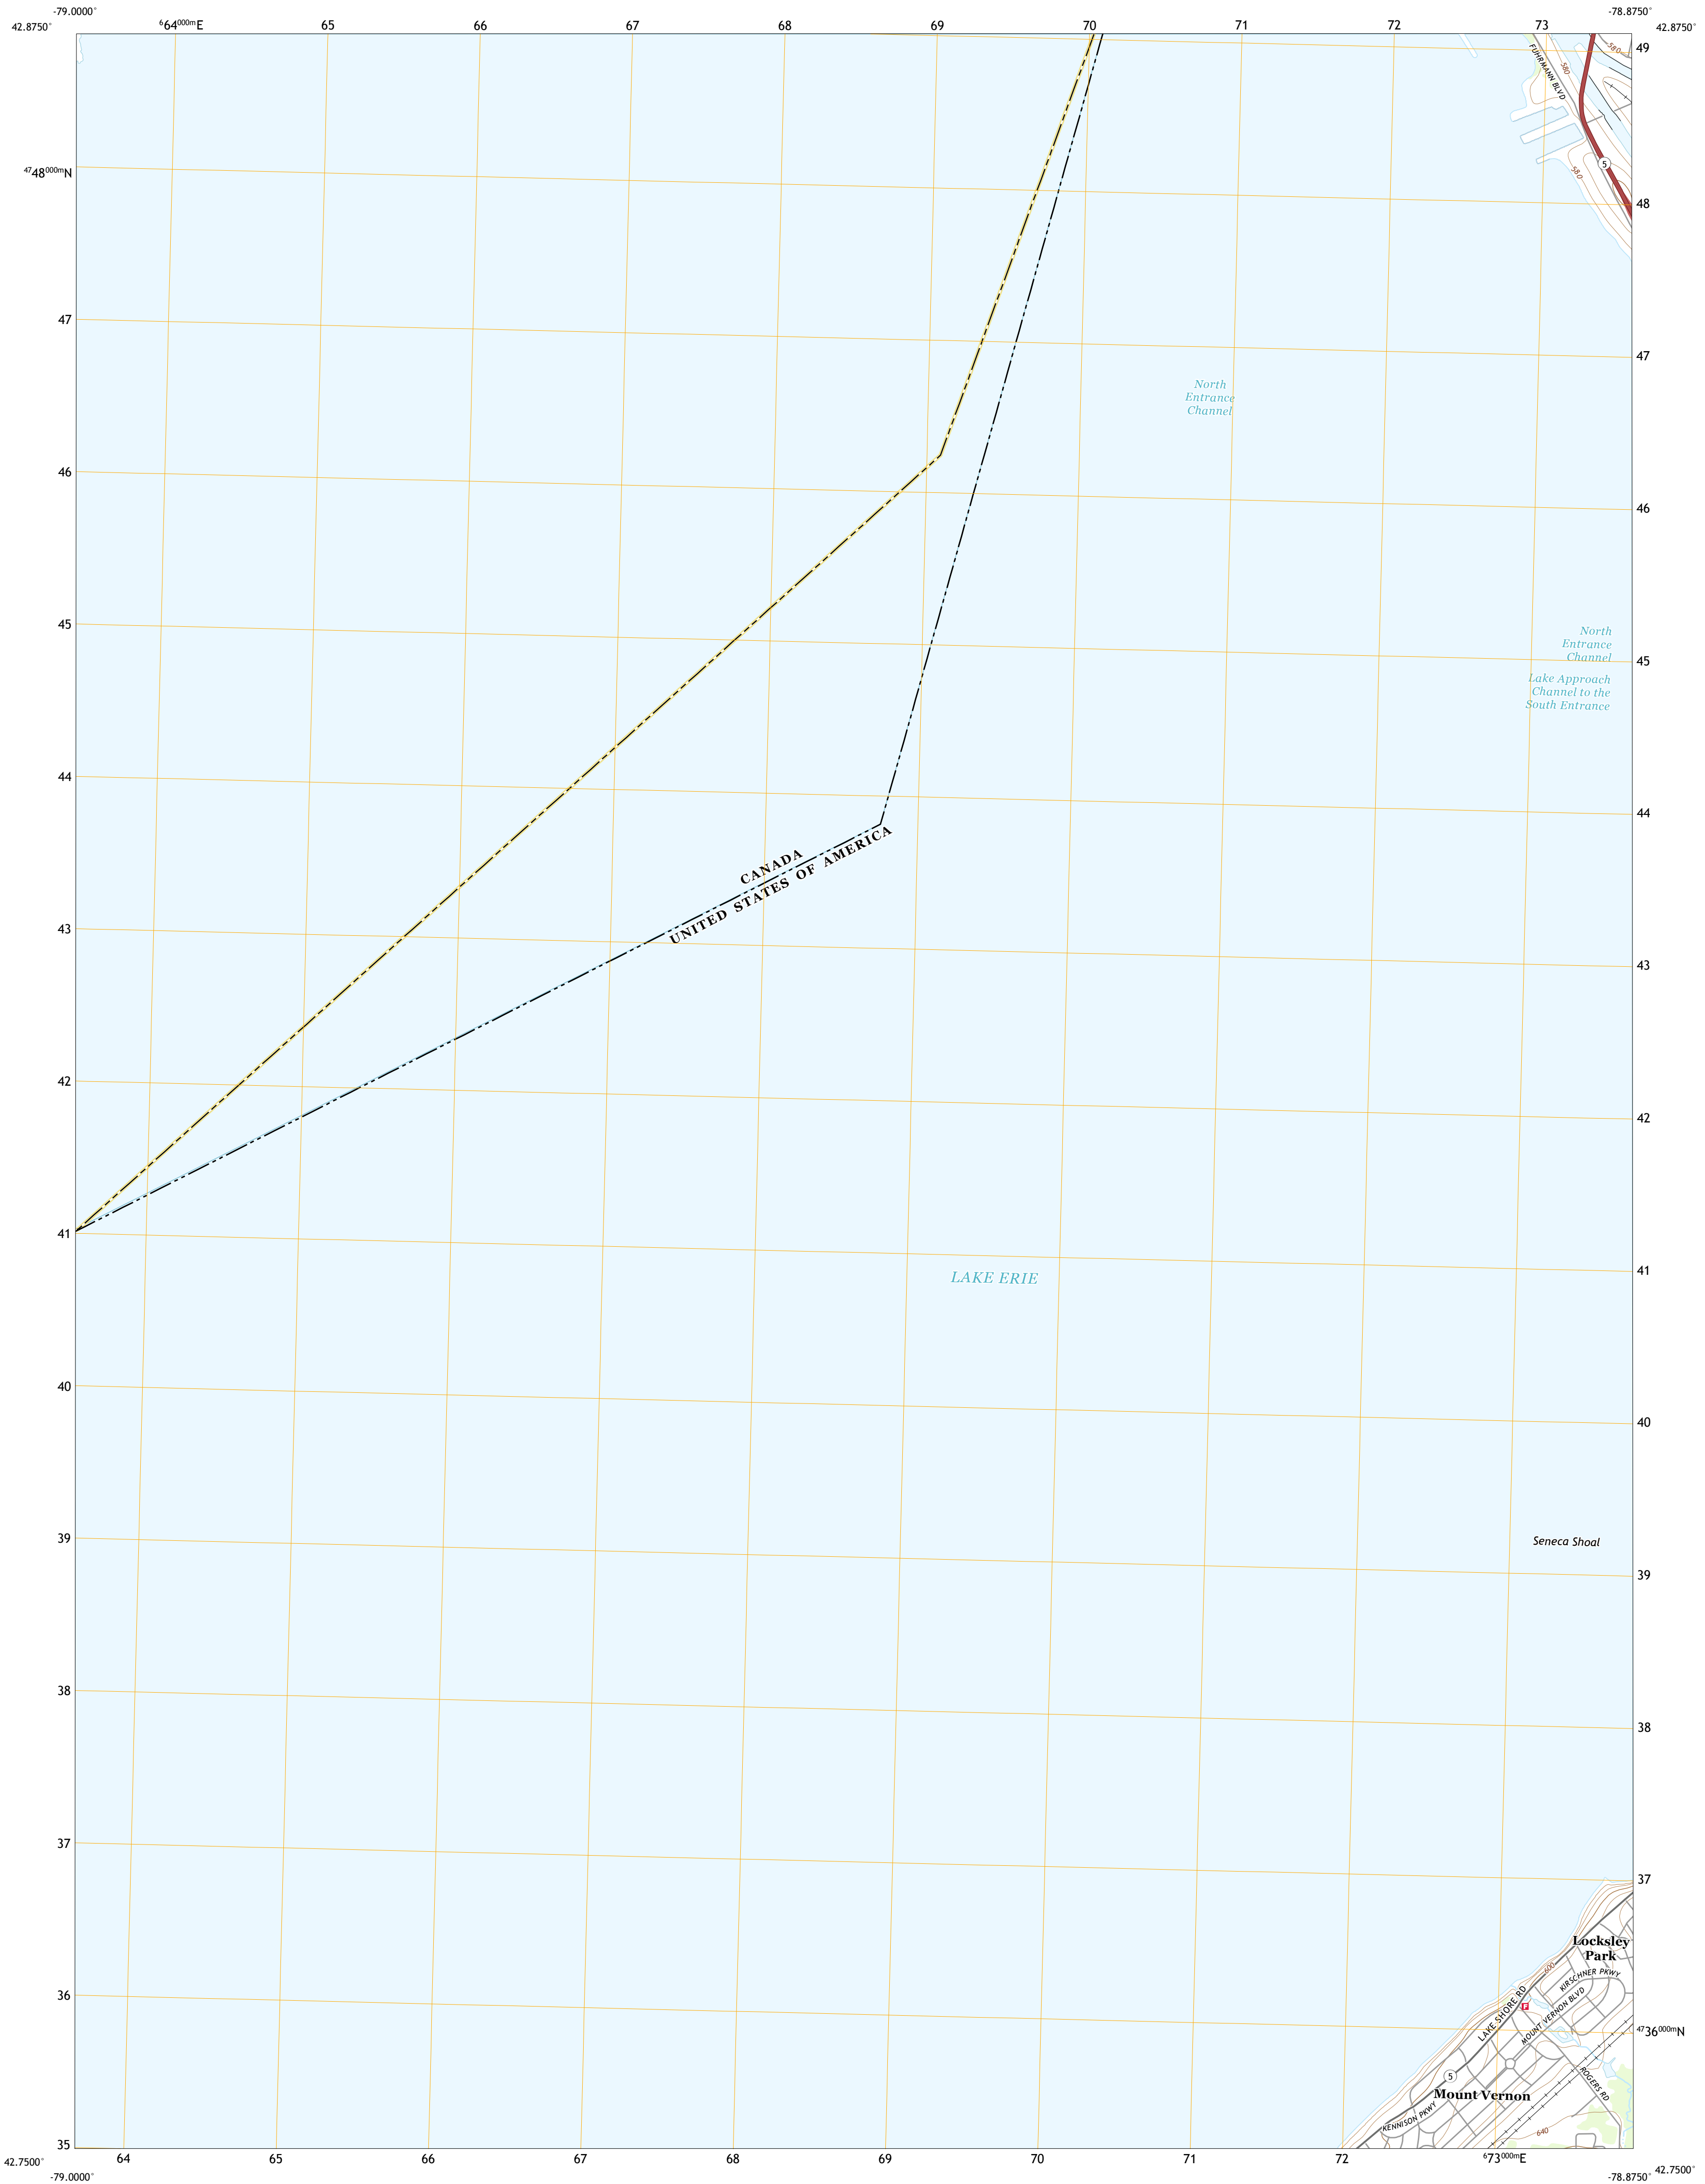 -79.0000°
-78.8750°
42.8750°
⁶64⁰⁰⁰ᵐE
65
66
67
68
69
70
71
72
73
42.8750°
49
FUHRMANN BLVD
580
580
5
580
⁴⁷48⁰⁰⁰ᵐN
48
47
47
North
Entrance
Channel
46
46
45
North
Entrance
Channel
45
Lake Approach
Channel to the
South Entrance
44
44
CANADA
UNITED STATES OF AMERICA
43
43
42
42
41
41
LAKE ERIE
40
40
39
Seneca Shoal
39
38
38
37
37
Locksley
Park
600
KIRSCHNER PKWY
36
LAKE SHORE RD
F
MOUNT VERNON BLVD
⁴⁷36⁰⁰⁰ᵐN
5
ROGERS RD
Mount Vernon
KENNISON PKWY
640
35
42.7500°
64
65
66
67
68
69
70
71
72
⁶73⁰⁰⁰ᵐE
42.7500°
-79.0000°
-78.8750°